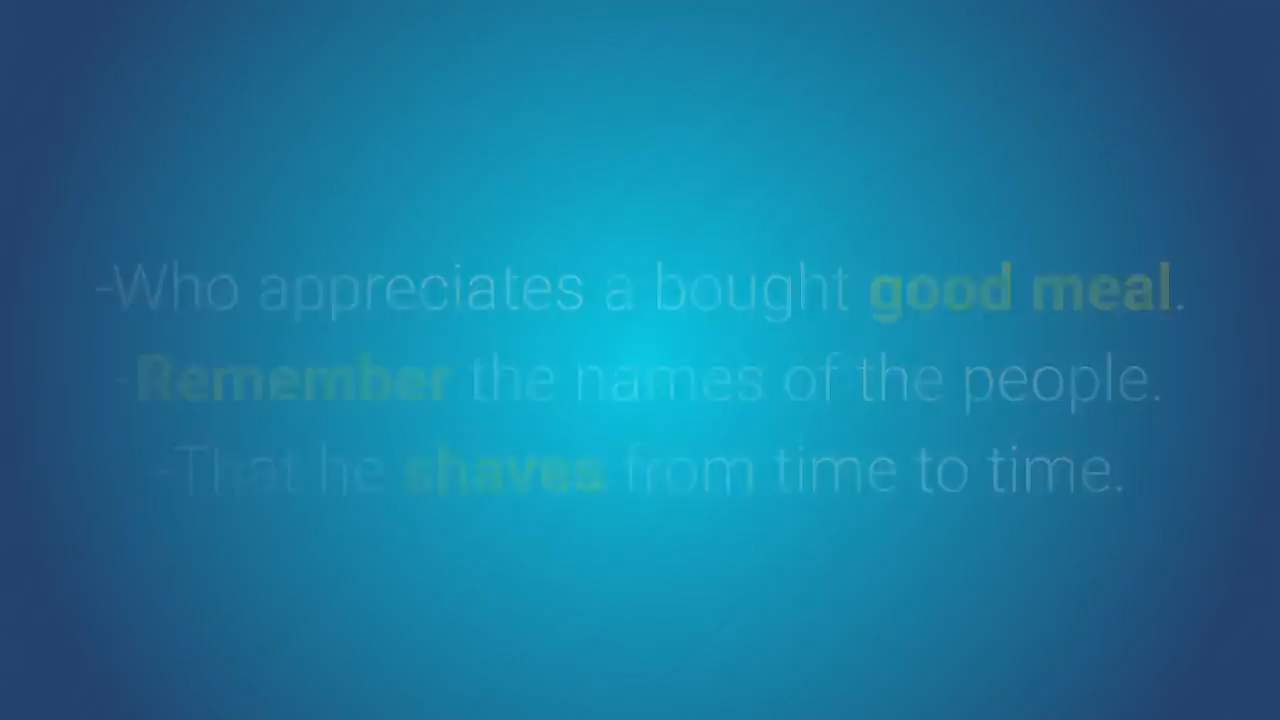 -Who appreciates a bought good meal.
-Remember the names of the people.
-That he shaves from time to time.